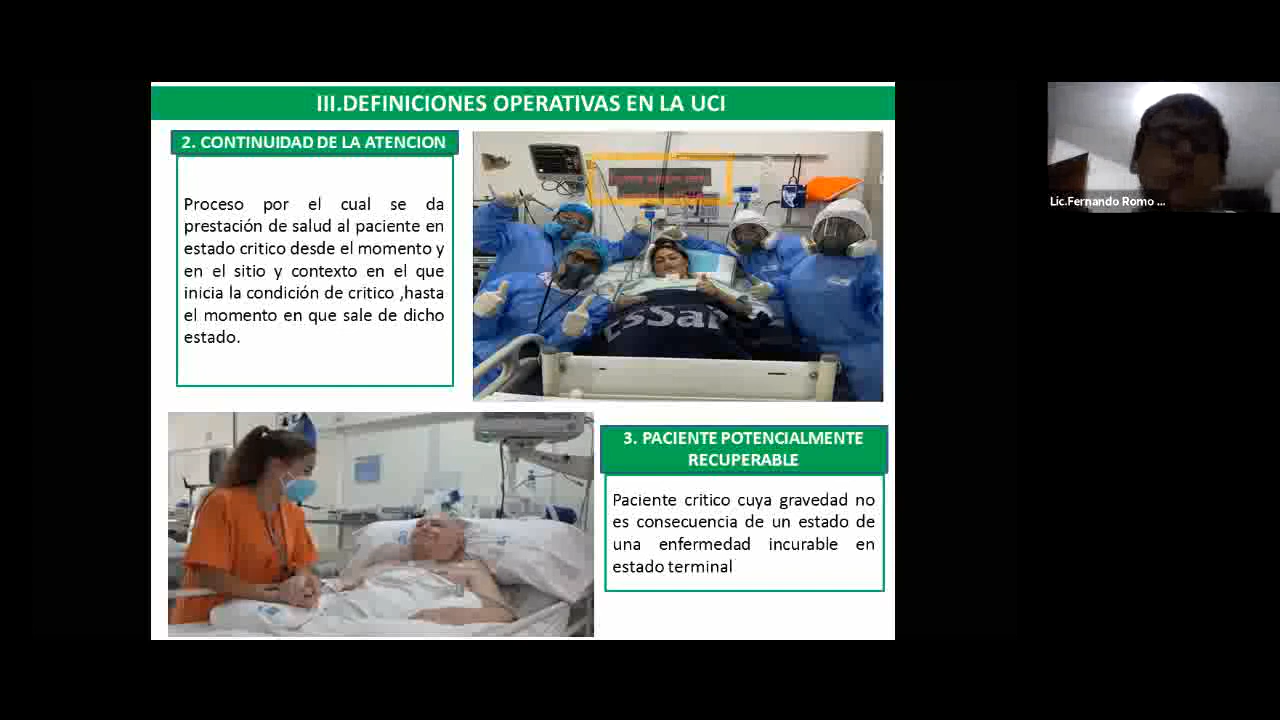 III.DEFINICIONES OPERATIVAS EN LA UCI
2. CONTINUIDAD DE LA ATENCION
Proceso por el cual se da
prestación de salud al paciente en
estado critico desde el momento y
en el sitio y contexto en el que
inicia la condición de critico ,hasta
el momento en que sale de dicho
estado.
EsSal
3. PACIENTE POTENCIALMENTE
RECUPERABLE
Paciente critico cuya gravedad no
es consecuencia de un estado de
una enfermedad incurable en
estado terminal
Lic.Fernando Romo ...